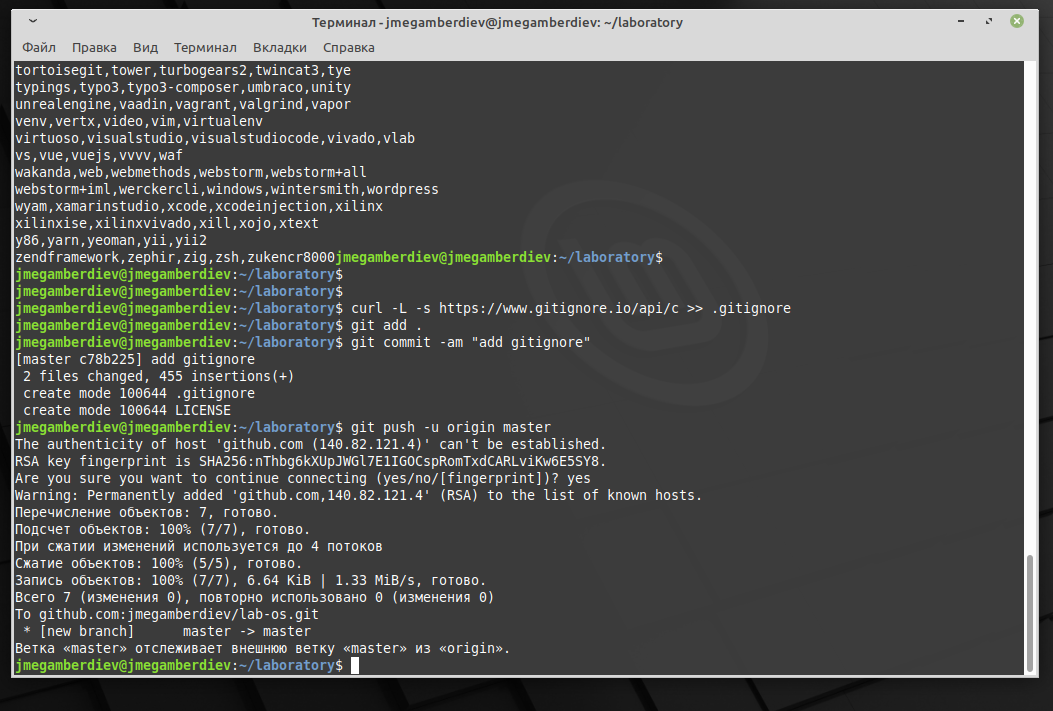 Терминал - jmegamberdiev@jmegamberdiev: ~/laboratory
Файл Правка Вид Терминал Вкладки Справка
tortoisegit,tower,turbogears2,twincat3,tye
typings,typo3,typo3-composer,umbraco,unity
unrealengine,vaadin,vagrant,valgrind,vapor
venv,vertx,video,vim,virtualenv
virtuoso,visualstudio,visualstudiocode,vivado,vlab
vs,vue,vuejs,vvvv,waf
wakanda,web,webmethods,webstorm,webstorm+all
webstorm+iml,werckercli,windows,wintersmith,wordpress
wyam,xamarinstudio,xcode,xcodeinjection,xilinx
xilinxise,xilinxvivado,xill,xojo,xtext
y86,yarn,yeoman,yii,yii2
zendframework,zephir,zig,zsh,zukencr8000jmegamberdiev@jmegamberdiev:~/laboratory$
jmegamberdiev@jmegamberdiev:~/laboratory$
jmegamberdiev@jmegamberdiev:~/laboratory$
jmegamberdiev@jmegamberdiev:~/laboratory$ curl -L -s https://www.gitignore.io/api/c >> .gitignore
jmegamberdiev@jmegamberdiev:~/laboratory$ git add .
jmegamberdiev@jmegamberdiev:~/laboratory$ git commit -am "add gitignore"
[master c78b225] add gitignore
 2 files changed, 455 insertions(+)
 create mode 100644 .gitignore
 create mode 100644 LICENSE
jmegamberdiev@jmegamberdiev:~/laboratory$ git push -u origin master
The authenticity of host 'github.com (140.82.121.4)' can't be established.
RSA key fingerprint is SHA256:nThbg6kXUpJWGl7E1IGOCspRomTxdCARLviKw6E5SY8.
Are you sure you want to continue connecting (yes/no/[fingerprint])? yes
Warning: Permanently added 'github.com,140.82.121.4' (RSA) to the list of known hosts.
Перечисление объектов: 7, готово.
Подсчет объектов: 100% (7/7), готово.
При сжатии изменений используется до 4 потоков
Сжатие объектов: 100% (5/5), готово.
Запись объектов: 100% (7/7), 6.64 KiB | 1.33 MiB/s, готово.
Всего 7 (изменения 0), повторно использовано 0 (изменения 0)
To github.com:jmegamberdiev/lab-os.git
 * [new branch]      master -> master
Ветка «master» отслеживает внешнюю ветку «master» из «origin».
jmegamberdiev@jmegamberdiev:~/laboratory$